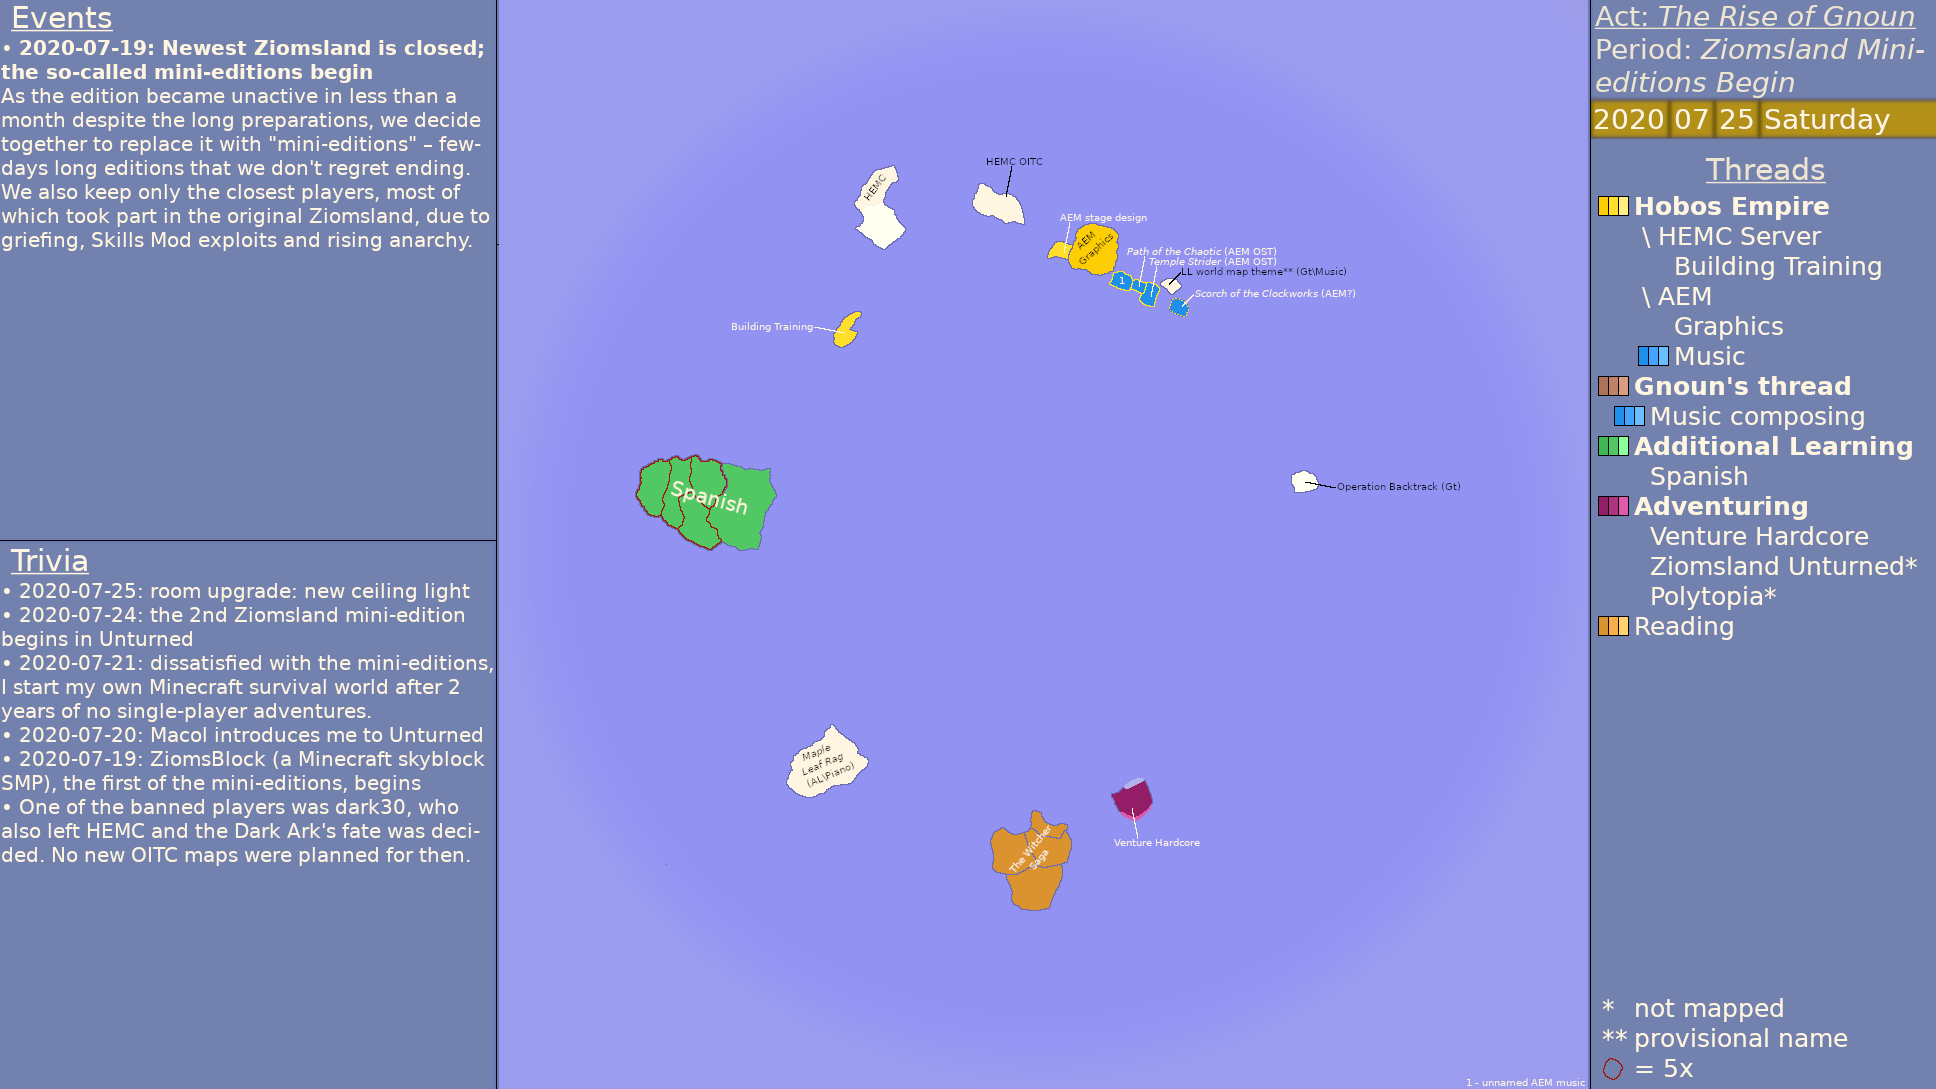 Events
• 2020-07-19: Newest Ziomsland is closed;
the so-called mini-editions begin
As the edition became unactive in less than a
month despite the long preparations, we decide
together to replace it with "mini-editions" – few-
days long editions that we don't regret ending.
We also keep only the closest players, most of
which took part in the original Ziomsland, due to
griefing, Skills Mod exploits and rising anarchy.
Trivia
• 2020-07-25: room upgrade: new ceiling light
• 2020-07-24: the 2nd Ziomsland mini-edition
begins in Unturned
• 2020-07-21: dissatisfied with the mini-editions,
I start my own Minecraft survival world after 2
years of no single-player adventures.
• 2020-07-20: Macol introduces me to Unturned
• 2020-07-19: ZiomsBlock (a Minecraft skyblock
SMP), the first of the mini-editions, begins
• One of the banned players was dark30, who
also left HEMC and the Dark Ark's fate was deci-
ded. No new OITC maps were planned for then.
HEMC
HEMC OITC
AEM stage design
AEM
Graphics
Path of the Chaotic (AEM OST)
Temple Strider (AEM OST)
LL world map theme** (Gt\Music)
1
Scorch of the Clockworks (AEM?)
Building Training
Spanish
Operation Backtrack (Gt)
Maple
Leaf Rag
(AL\Piano)
The Witcher
Saga
Venture Hardcore
1 - unnamed AEM music
Act: The Rise of Gnoun
Period: Ziomsland Mini-
editions Begin
2020 07 25 Saturday
Threads
Hobos Empire
\ HEMC Server
Building Training
\ AEM
Graphics
Music
Gnoun's thread
Music composing
Additional Learning
Spanish
Adventuring
Venture Hardcore
Ziomsland Unturned*
Polytopia*
Reading
* not mapped
** provisional name
= 5x